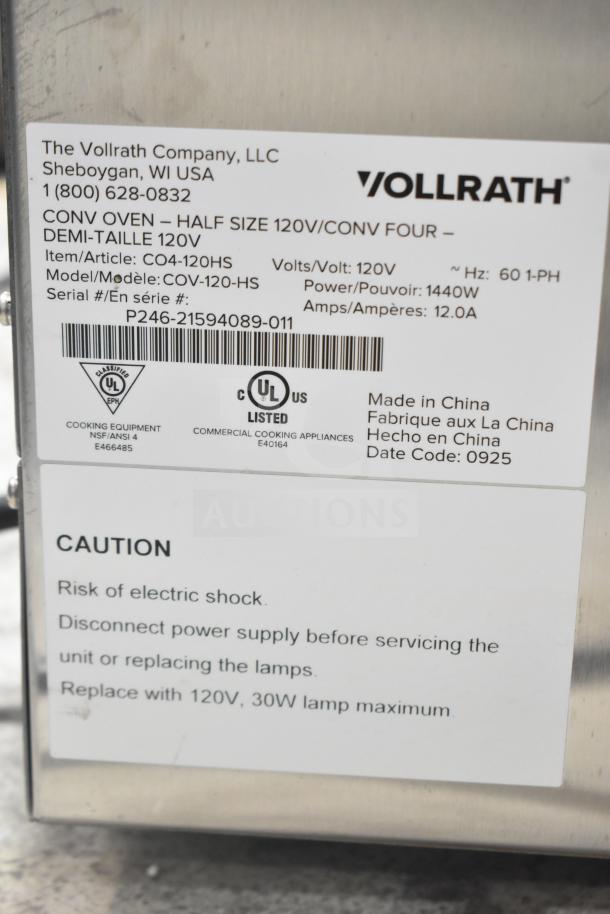 The Vollrath Company, LLC
Sheboygan, WI USA
1 (800) 628-0832
VOLLRATH®
CONV OVEN – HALF SIZE 120V/CONV FOUR –
DEMI-TAILLE 120V
Item/Article: CO4-120HS
Volts/Volt: 120V
~ Hz: 60 1-PH
Model/Modèle: COV-120-HS
Power/Pouvoir: 1440W
Serial #/En série #:
Amps/Ampères: 12.0A
P246-21594089-011
CLASSIFIED
UL
EPH
COOKING EQUIPMENT
NSF/ANSI 4
E466485
C UL US
LISTED
COMMERCIAL COOKING APPLIANCES
E40164
Made in China
Fabrique aux La China
Hecho en China
Date Code: 0925
AUCTIONS
CAUTION
Risk of electric shock.
Disconnect power supply before servicing the
unit or replacing the lamps.
Replace with 120V, 30W lamp maximum.